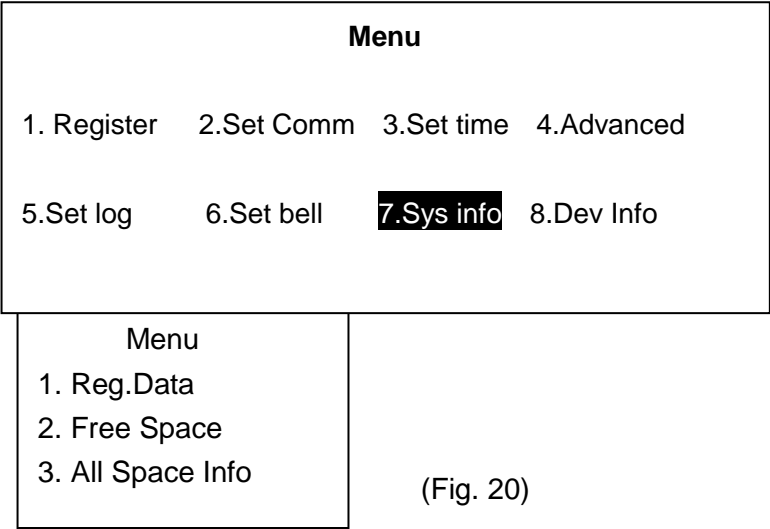 Menu
1. Register 2.Set Comm 3.Set time 4.Advanced
5.Set log 6.Set bell 7.Sys info 8.Dev Info
Menu
1. Reg.Data
2. Free Space
3. All Space Info
(Fig. 20)